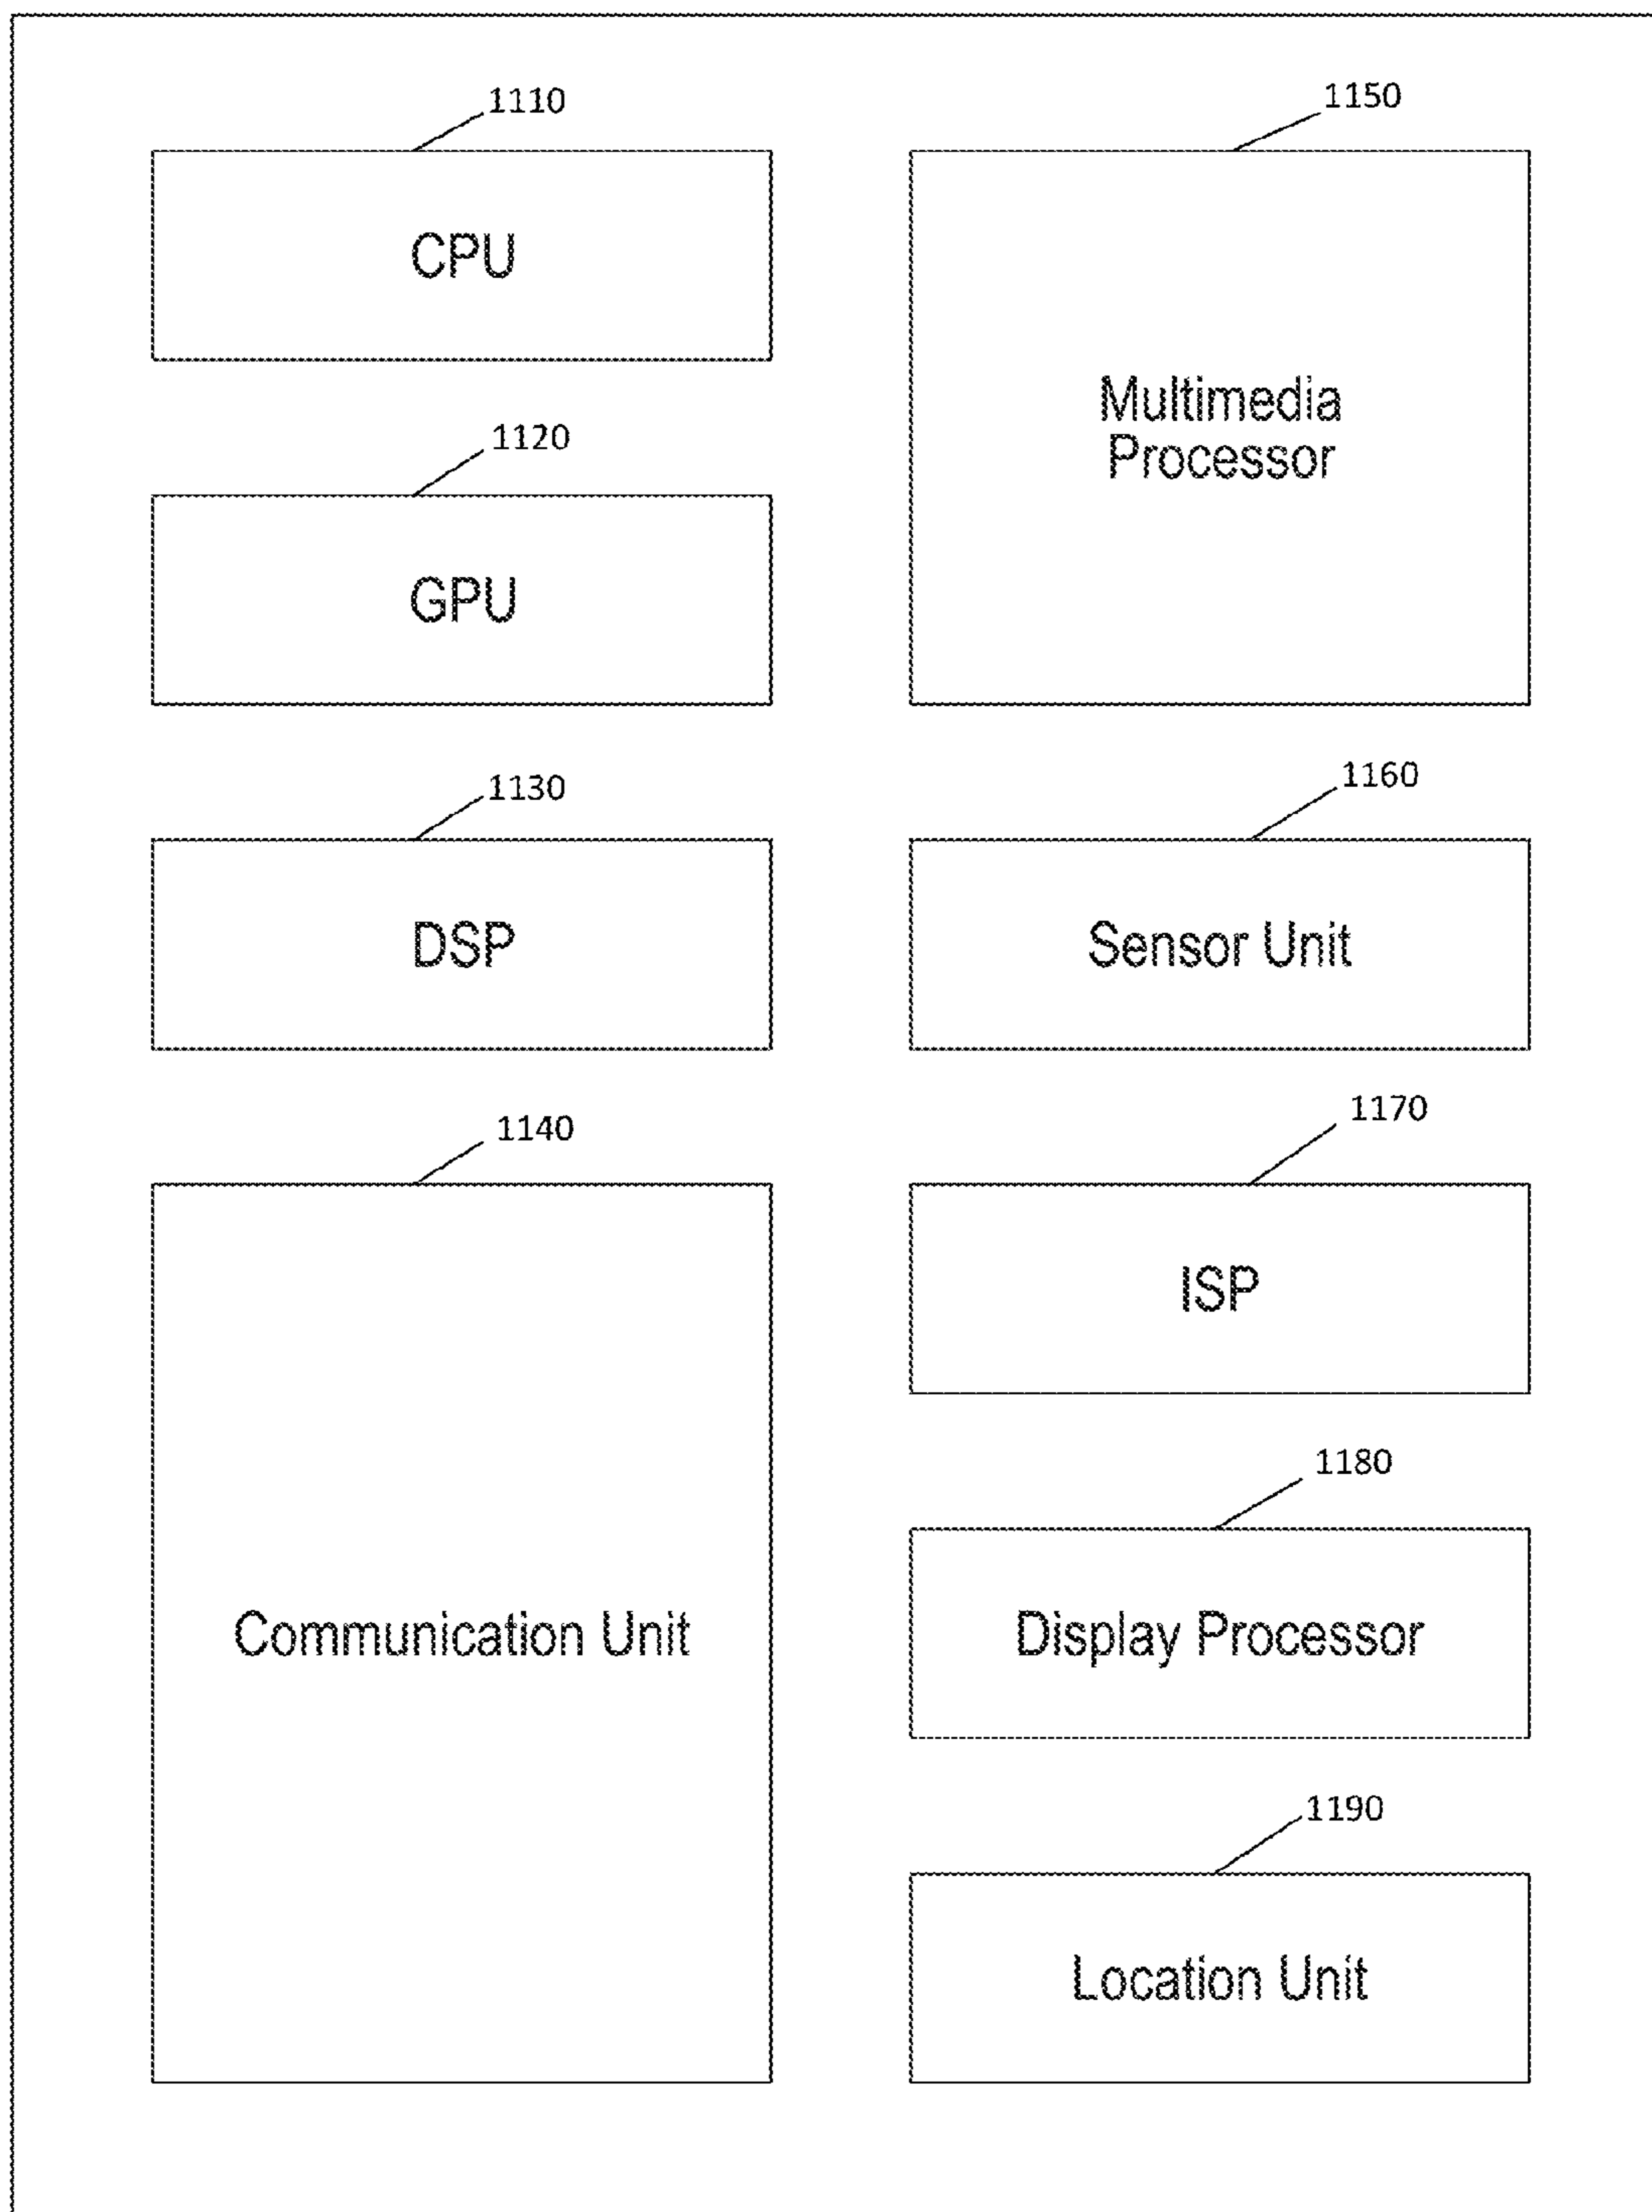 1110
CPU
1120
GPU
1130
DSP
1140
Communication Unit
1150
Multimedia
Processor
1160
Sensor Unit
1170
ISP
1180
Display Processor
1190
Location Unit